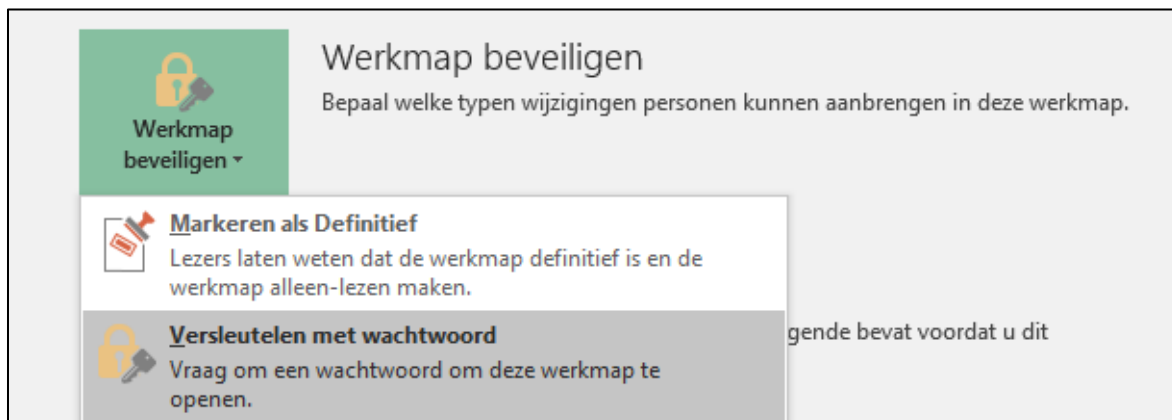 Werkmap beveiligen
Bepaal welke typen wijzigingen personen kunnen aanbrengen in deze werkmap.
Werkmap
beveiligen
Markeren als Definitief
Lezers laten weten dat de werkmap definitief is en de
werkmap alleen-lezen maken.
Versleutelen met wachtwoord
gende bevat voordat u dit
Vraag om een wachtwoord om deze werkmap te
openen.